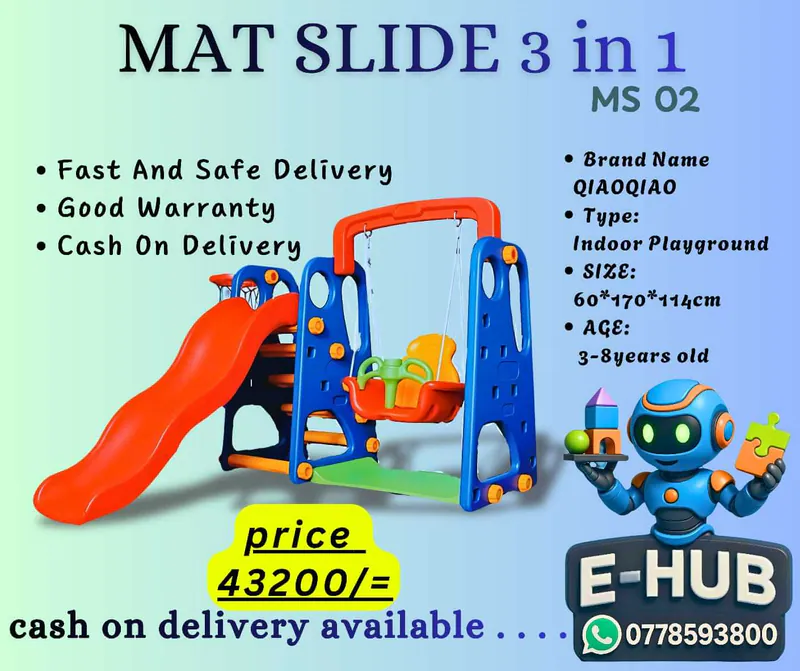 MAT SLIDE 3 in 1
MS 02
• Fast And Safe Delivery
• Good Warranty
• Cash On Delivery
• Brand Name
QIAOQIAO
• Type:
Indoor Playground
• SIZE:
60*170*114cm
• AGE:
3-8years old
price
43200/=
cash on delivery available . . . .
E-HUB
0778593800